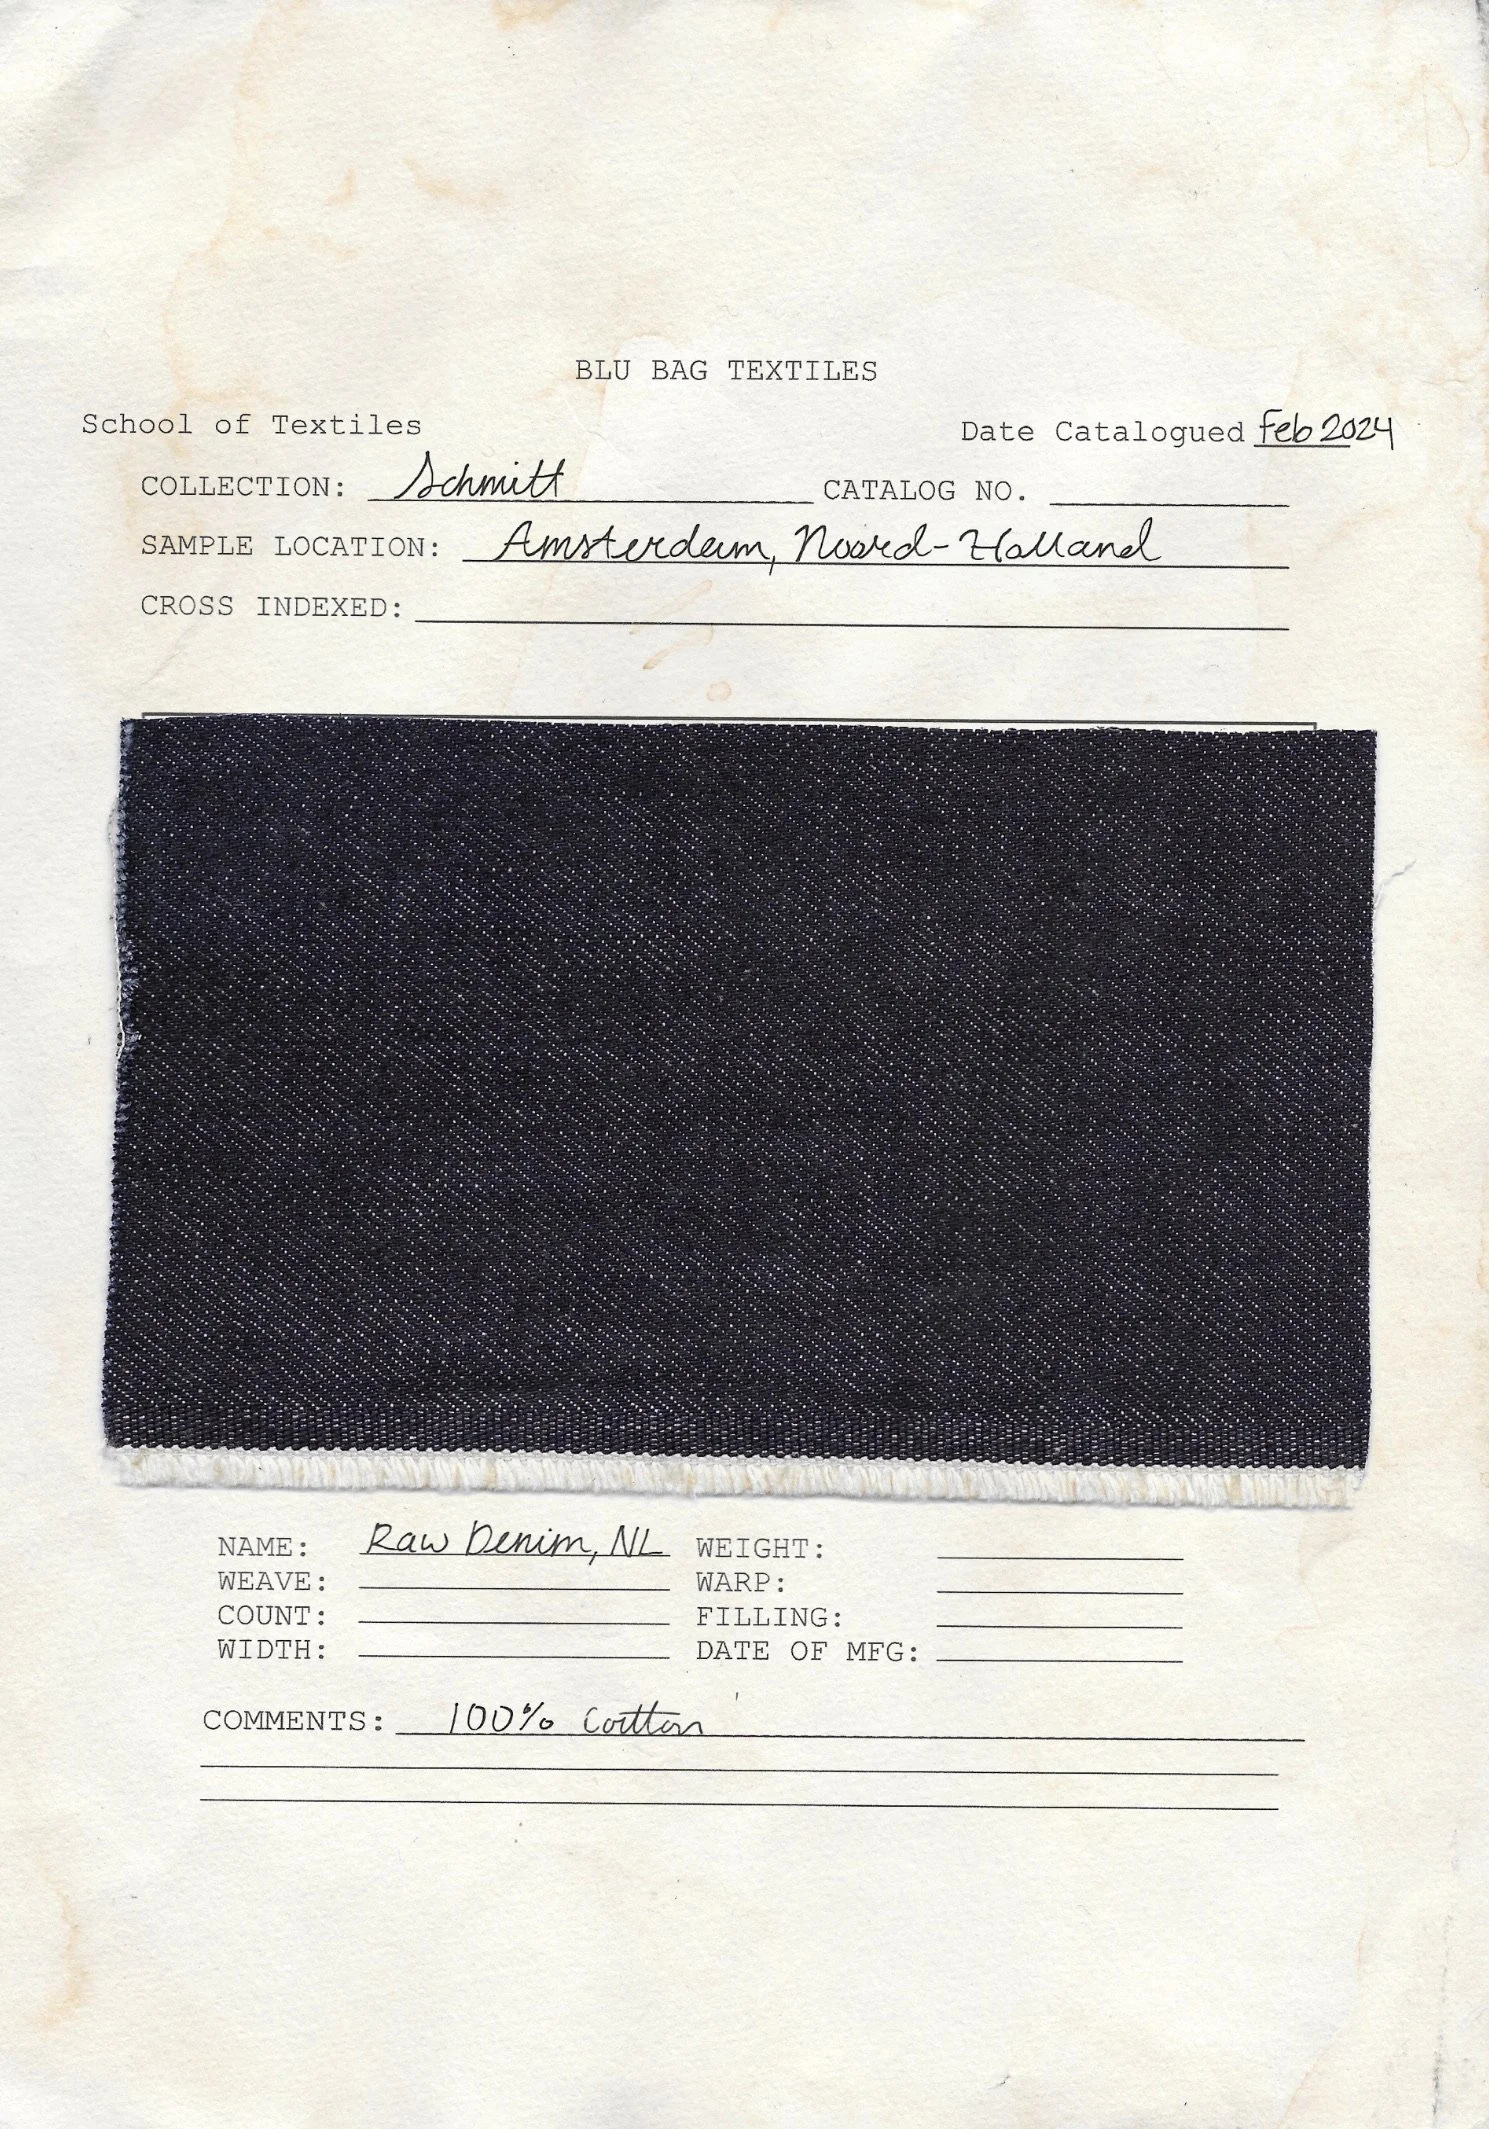 BLU BAG TEXTILES
School of Textiles Date Catalogued Feb 2024
COLLECTION: Schmitt CATALOG NO.
SAMPLE LOCATION: Amsterdam, Noord-Holland
CROSS INDEXED:
NAME: Raw Denim, NL WEIGHT:
WEAVE: WARP:
COUNT: FILLING:
WIDTH: DATE OF MFG:
COMMENTS: 100% Cotton